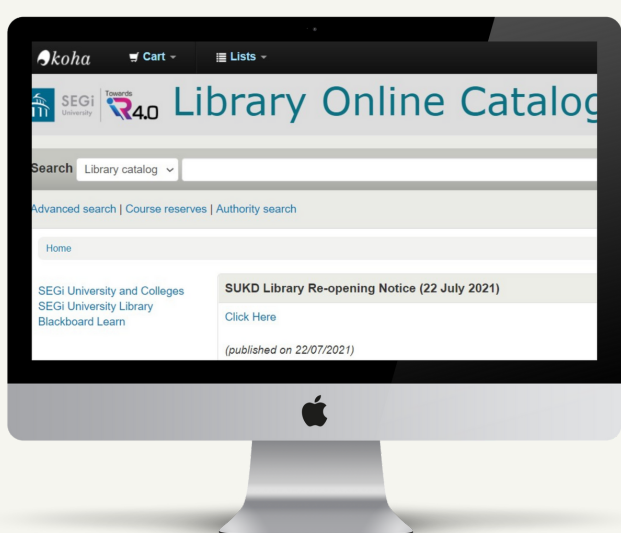 koha Cart Lists
SEGi University Towards IR4.0 Library Online Catalog
Search Library catalog
Advanced search | Course reserves | Authority search
Home
SEGi University and Colleges
SEGi University Library
Blackboard Learn
SUKD Library Re-opening Notice (22 July 2021)
Click Here
(published on 22/07/2021)